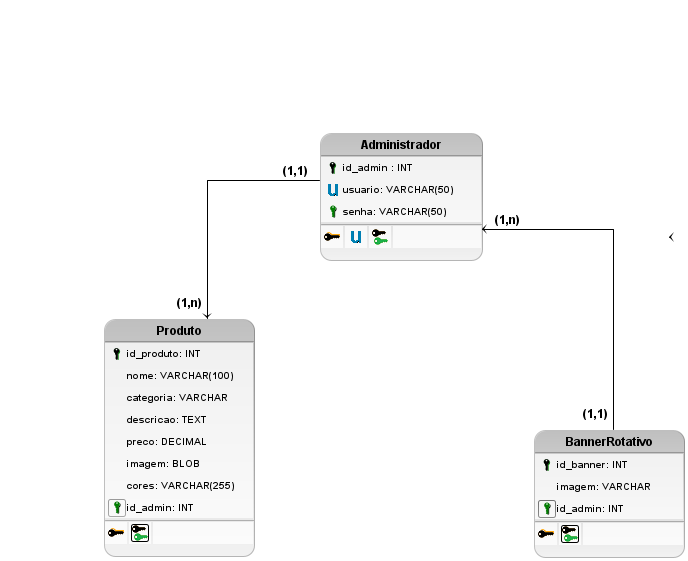 Administrador
(1,1)
id_admin : INT
U usuario: VARCHAR(50)
senha: VARCHAR(50)
U
(1,n)
(1,n)
Produto
id_produto: INT
nome: VARCHAR(100)
categoria: VARCHAR
descricao: TEXT
preco: DECIMAL
imagem: BLOB
cores: VARCHAR(255)
id_admin: INT
(1,1)
BannerRotativo
id_banner: INT
imagem: VARCHAR
id_admin: INT